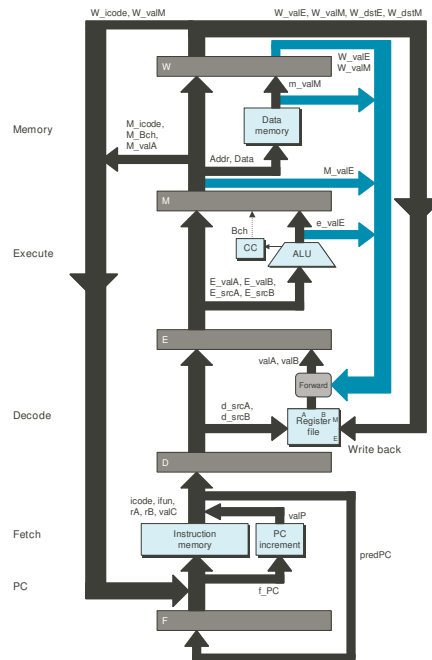 W_icode, W_valM
W_valE, W_valM, W_dstE, W_dstM
W
W_valE
W_valM
m_valM
Memory
M_icode,
M_Bch,
M_valA
Data
memory
Addr, Data
M_valE
M
e_valE
Bch
CC
ALU
Execute
E_valA, E_valB,
E_srcA, E_srcB
E
valA, valB
Forward
Decode
d_srcA,
d_srcB
A B
Register
file
M
E
Write back
D
icode, ifun,
rA, rB, valC
valP
Fetch
Instruction
memory
PC
increment
predPC
PC
f_PC
F